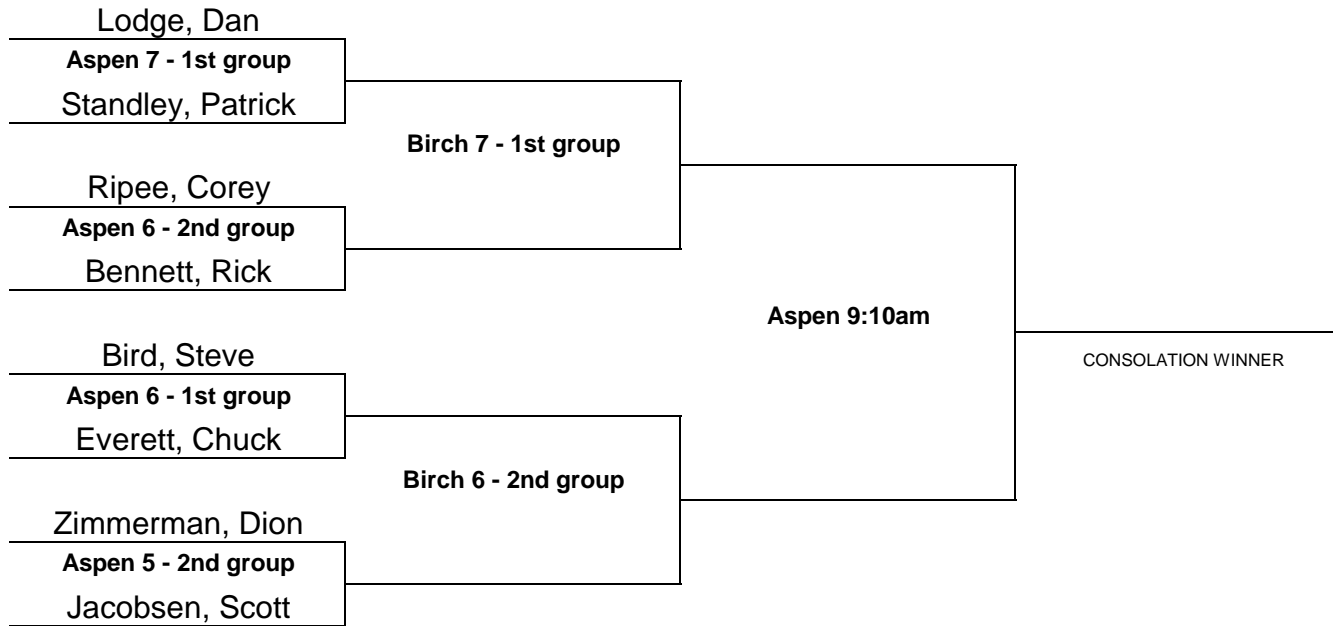 Lodge, Dan
Aspen 7 - 1st group
Standley, Patrick
Birch 7 - 1st group
Ripee, Corey
Aspen 6 - 2nd group
Bennett, Rick
Aspen 9:10am
Bird, Steve
CONSOLATION WINNER
Aspen 6 - 1st group
Everett, Chuck
Birch 6 - 2nd group
Zimmerman, Dion
Aspen 5 - 2nd group
Jacobsen, Scott